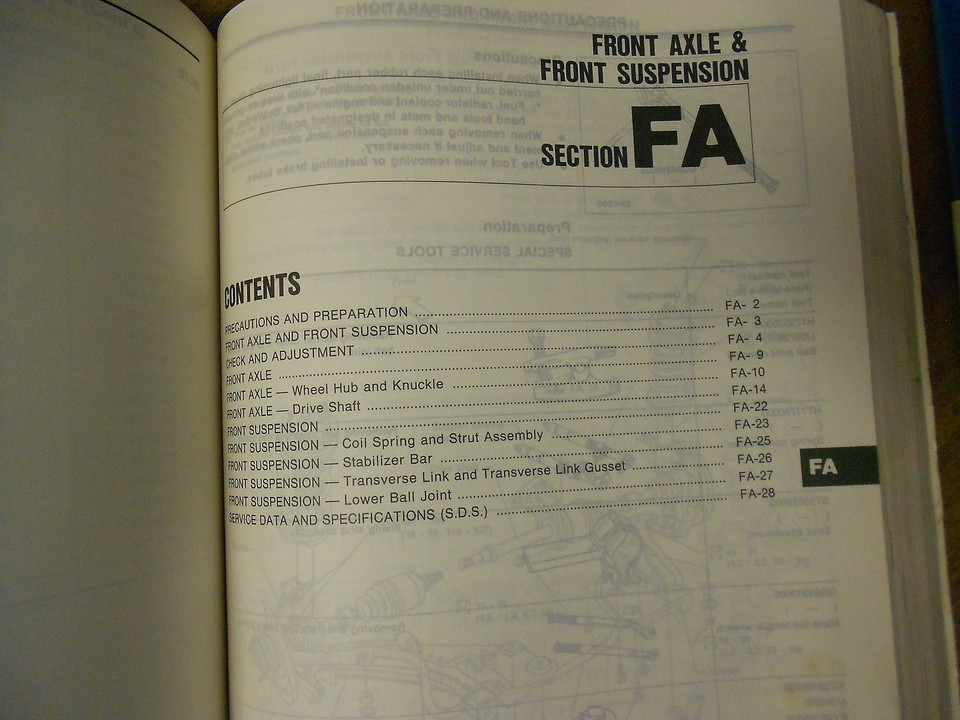 FRONT AXLE &
FRONT SUSPENSION
SECTION FA
CONTENTS
PRECAUTIONS AND PREPARATION ........ FA- 2
FRONT AXLE AND FRONT SUSPENSION ........ FA- 3
CHECK AND ADJUSTMENT ........ FA- 4
FRONT AXLE ........ FA- 9
FRONT AXLE — Wheel Hub and Knuckle ........ FA-10
FRONT AXLE — Drive Shaft ........ FA-14
FRONT SUSPENSION ........ FA-22
FRONT SUSPENSION — Coil Spring and Strut Assembly ........ FA-23
FRONT SUSPENSION — Stabilizer Bar ........ FA-25
FRONT SUSPENSION — Transverse Link and Transverse Link Gusset ........ FA-26
FRONT SUSPENSION — Lower Ball Joint ........ FA-27
SERVICE DATA AND SPECIFICATIONS (S.D.S.) ........ FA-28
FA